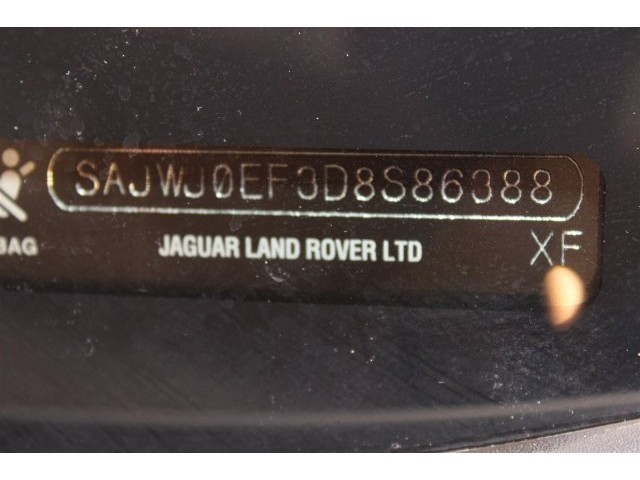 SAJWJ0EF3D8S86388
BAG
JAGUAR LAND ROVER LTD
XF